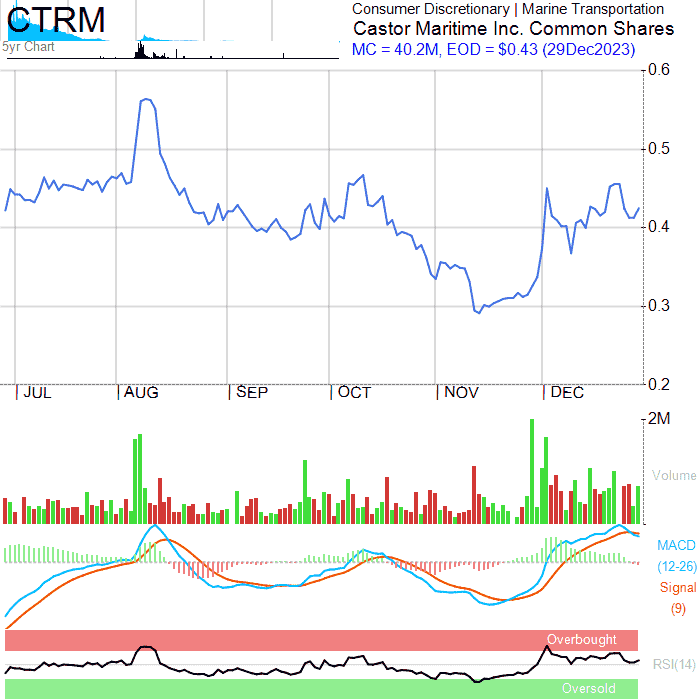 CTRM
5yr Chart
Consumer Discretionary | Marine Transportation
Castor Maritime Inc. Common Shares
MC = 40.2M, EOD = $0.43 (29Dec2023)
0.6
0.5
0.4
0.3
0.2
JUL AUG SEP OCT NOV DEC
2M
Volume
MACD
(12-26)
Signal
(9)
Overbought
RSI(14)
Oversold